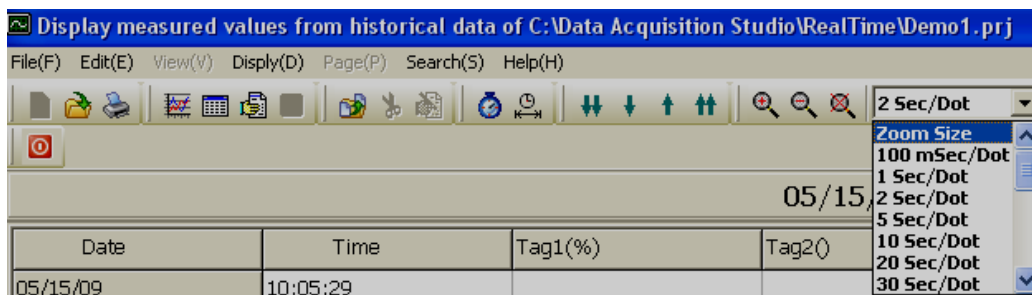 Display measured values from historical data of C:\Data Acquisition Studio\RealTime\Demo1.prj
File(F) Edit(E) View(V) Disply(D) Page(P) Search(S) Help(H)
2 Sec/Dot
Zoom Size
100 mSec/Dot
1 Sec/Dot
05/15/
2 Sec/Dot
5 Sec/Dot
Date Time Tag1(%) Tag2()
10 Sec/Dot
20 Sec/Dot
05/15/09 10:05:29
30 Sec/Dot